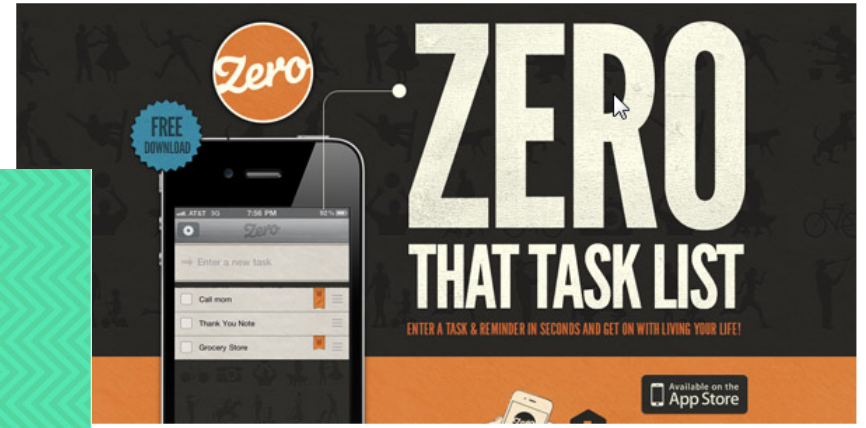 Zero
FREE
DOWNLOAD
ZERO
THAT TASK LIST
ENTER A TASK & REMINDER IN SECONDS AND GET ON WITH LIVING YOUR LIFE!
AT&T 3G 7:56 PM 92%
Zero
Enter a new task
Call mom
Thank You Note
Grocery Store
Available on the
App Store
Zero